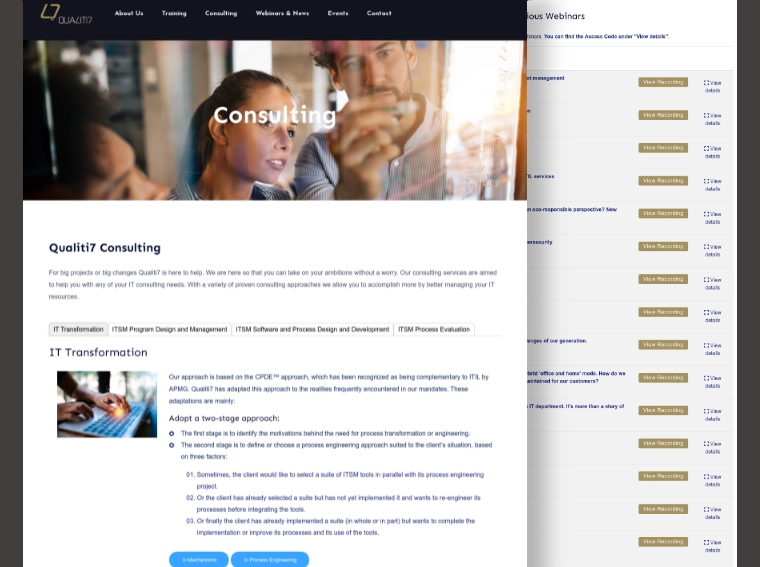 QUALITI7
About Us Training Consulting Webinars & News Events Contact
Consulting
Qualiti7 Consulting
For big projects or big changes Qualiti7 is here to help. We are here so that you can take on your ambitions without a worry. Our consulting services are aimed
to help you with any of your IT consulting needs. With a variety of proven consulting approaches we allow you to accomplish more by better managing your IT
resources.
IT Transformation ITSM Program Design and Management ITSM Software and Process Design and Development ITSM Process Evaluation
IT Transformation
Our approach is based on the CPDE™ approach, which has been recognized as being complementary to ITIL by
APMG. Qualiti7 has adapted this approach to the realities frequently encountered in our mandates. These
adaptations are mainly:
Adopt a two-stage approach:
The first stage is to identify the motivations behind the need for process transformation or engineering.
The second stage is to define or choose a process engineering approach suited to the client's situation, based
on three factors:
01. Sometimes, the client would like to select a suite of ITSM tools in parallel with its process engineering
project.
02. Or the client has already selected a suite but has not yet implemented it and wants to re-engineer its
processes before integrating the tools.
03. Or finally the client has already implemented a suite (in whole or in part) but wants to complete the
implementation or improve its processes and its use of the tools.
Mechanisms Process Engineering
ious Webinars
You can find the Access Code under "View details".
management
View Recording View
details
View Recording View
details
View Recording View
details
services
View Recording View
details
eco-responsible perspective? New
View Recording View
details
View Recording View
details
View Recording View
details
View Recording View
details
of our generation.
View Recording View
details
'office and home' mode. How do we
for our customers?
View Recording View
details
IT department. It's more than a story of
View Recording View
details
View Recording View
details
View Recording View
details
View Recording View
details
View Recording View
details